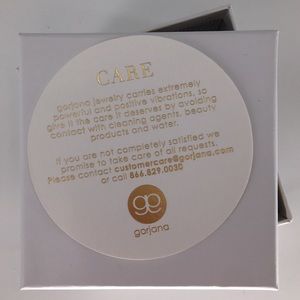 CARE
gorjana jewelry carries extremely
powerful and positive vibrations, so
give it the care it deserves by avoiding
contact with cleaning agents, beauty
products and water.
If you are not completely satisfied we
promise to take care of all requests.
Please contact customercare@gorjana.com
or call 866.829.0030
gorjana